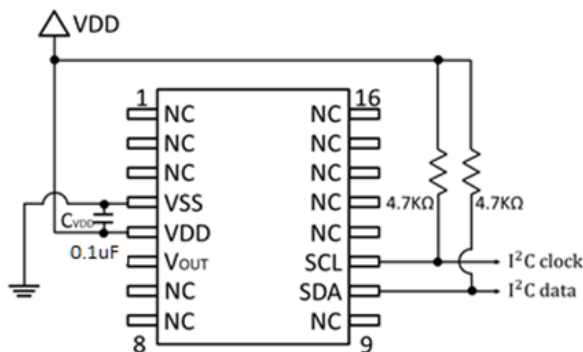 VDD
1 16
NC NC
NC NC
NC NC
VSS NC 4.7KΩ 4.7KΩ
CVDD VDD NC
0.1uF VOUT SCL I²C clock
NC SDA I²C data
NC NC
8 9